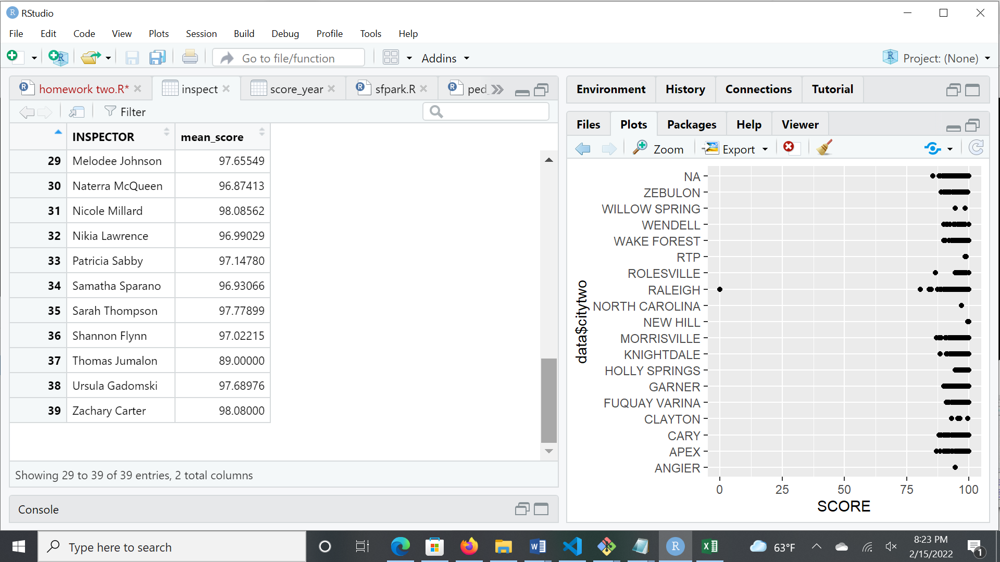 RStudio
File Edit Code View Plots Session Build Debug Profile Tools Help
Go to file/function Addins Project: (None)
homework two.R* inspect score_year sfpark.R ped_
Filter
INSPECTOR mean_score
29 Melodee Johnson 97.65549
30 Naterra McQueen 96.87413
31 Nicole Millard 98.08562
32 Nikia Lawrence 96.99029
33 Patricia Sabby 97.14780
34 Samatha Sparano 96.93066
35 Sarah Thompson 97.77899
36 Shannon Flynn 97.02215
37 Thomas Jumalon 89.00000
38 Ursula Gadomski 97.68976
39 Zachary Carter 98.08000
Showing 29 to 39 of 39 entries, 2 total columns
Console
Environment History Connections Tutorial
Files Plots Packages Help Viewer
Zoom Export
data$citytwo
NA
ZEBULON
WILLOW SPRING
WENDELL
WAKE FOREST
RTP
ROLESVILLE
RALEIGH
NORTH CAROLINA
NEW HILL
MORRISVILLE
KNIGHTDALE
HOLLY SPRINGS
GARNER
FUQUAY VARINA
CLAYTON
CARY
APEX
ANGIER
0 25 50 75 100
SCORE
Type here to search
63°F
8:23 PM
2/15/2022
1